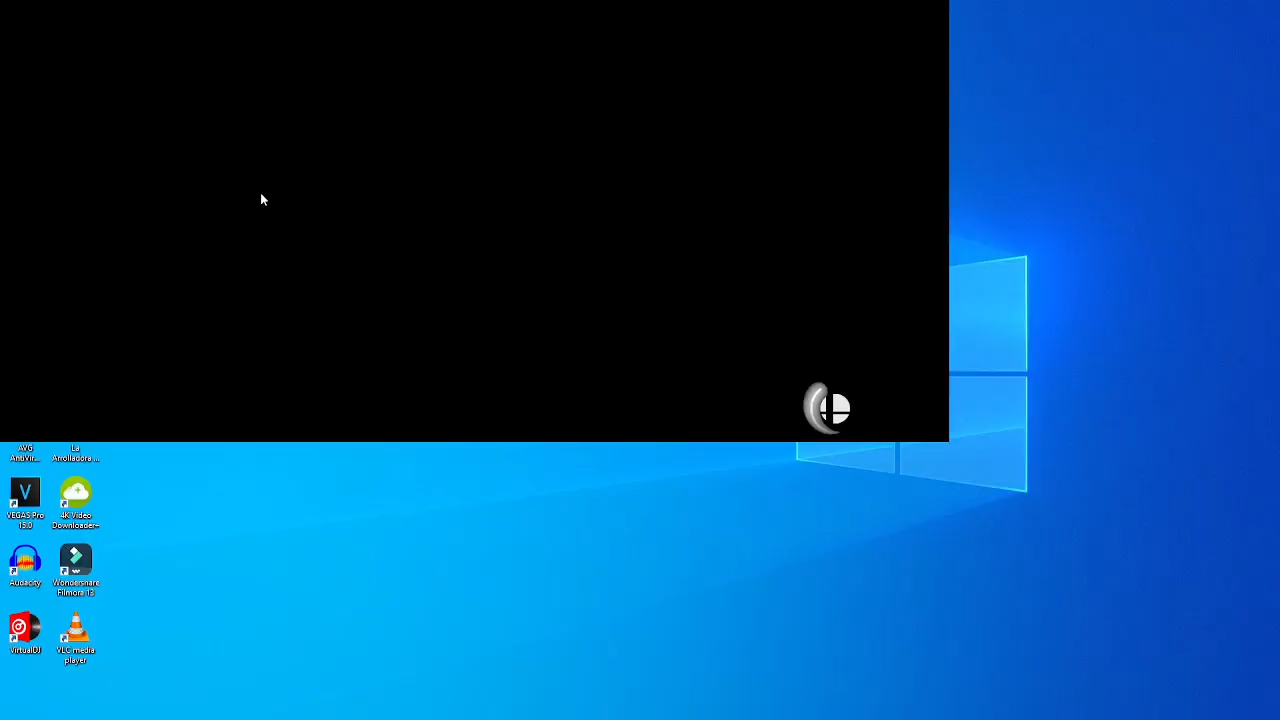 AVG
AntiVir...
La
Arrolladora ...
VEGAS Pro
15.0
4K Video
Downloader+
Audacity
Wondershare
Filmora 13
VirtualDJ
VLC media
player